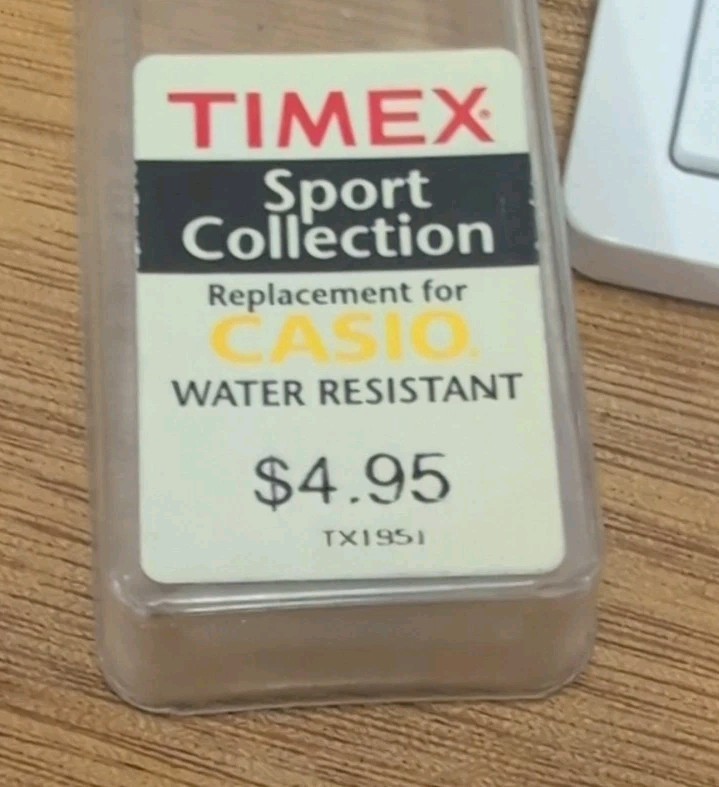 TIMEX
Sport
Collection
Replacement for
CASIO
WATER RESISTANT
$4.95
TX1951